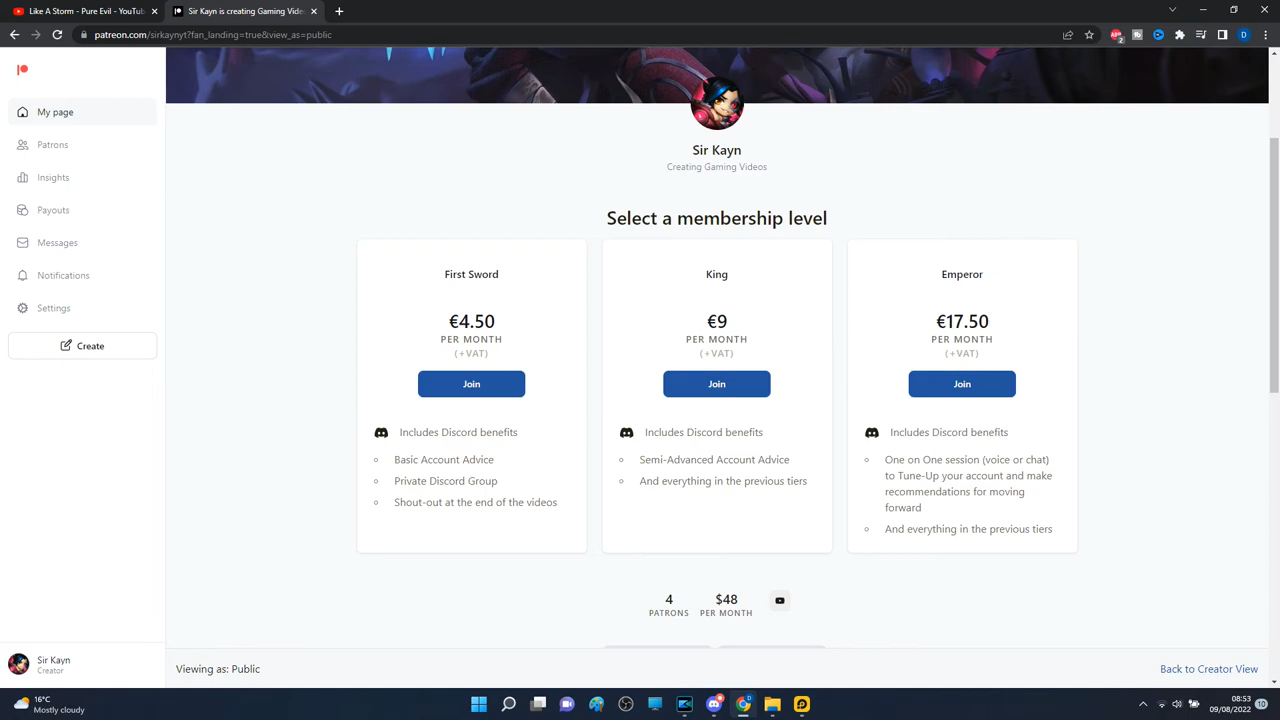 Like A Storm - Pure Evil - YouTub
Sir Kayn is creating Gaming Video
patreon.com/sirkaynyt?fan_landing=true&view_as=public
ABP
2
D
My page
Patrons
Insights
Payouts
Messages
Notifications
Settings
Create
Sir Kayn
Creating Gaming Videos
Select a membership level
First Sword
€4.50
PER MONTH
(+VAT)
Join
Includes Discord benefits
Basic Account Advice
Private Discord Group
Shout-out at the end of the videos
King
€9
PER MONTH
(+VAT)
Join
Includes Discord benefits
Semi-Advanced Account Advice
And everything in the previous tiers
Emperor
€17.50
PER MONTH
(+VAT)
Join
Includes Discord benefits
One on One session (voice or chat)
to Tune-Up your account and make
recommendations for moving
forward
And everything in the previous tiers
4
PATRONS
$48
PER MONTH
Sir Kayn
Creator
Viewing as: Public
Back to Creator View
16°C
Mostly cloudy
D
08:53
09/08/2022
10